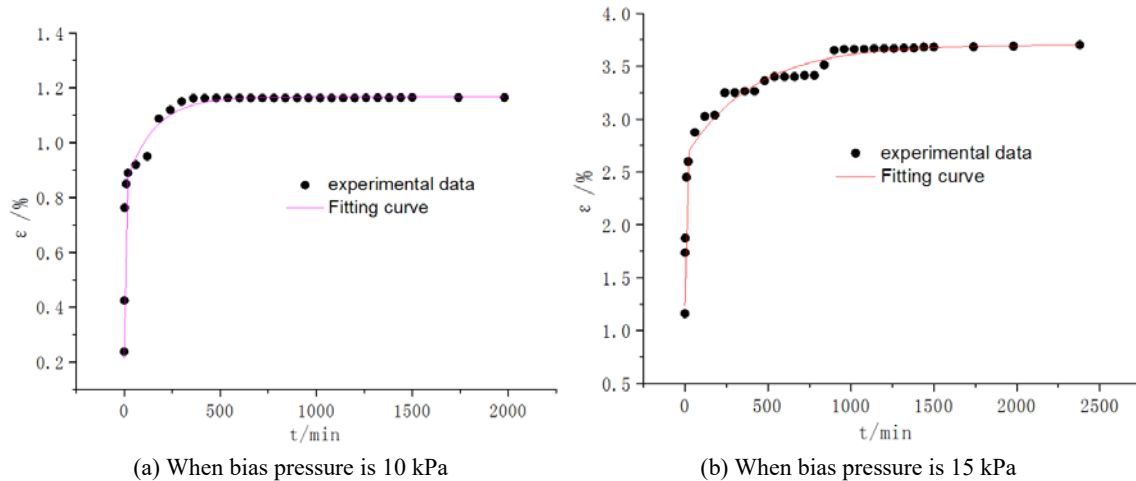 1.4
1.2
1.0
0.8
0.6
0.4
0.2
ε /%
experimental data
Fitting curve
0 500 1000 1500 2000
t/min
(a) When bias pressure is 10 kPa
4.0
3.5
3.0
2.5
2.0
1.5
1.0
0.5
ε /%
experimental data
Fitting curve
0 500 1000 1500 2000 2500
t/min
(b) When bias pressure is 15 kPa